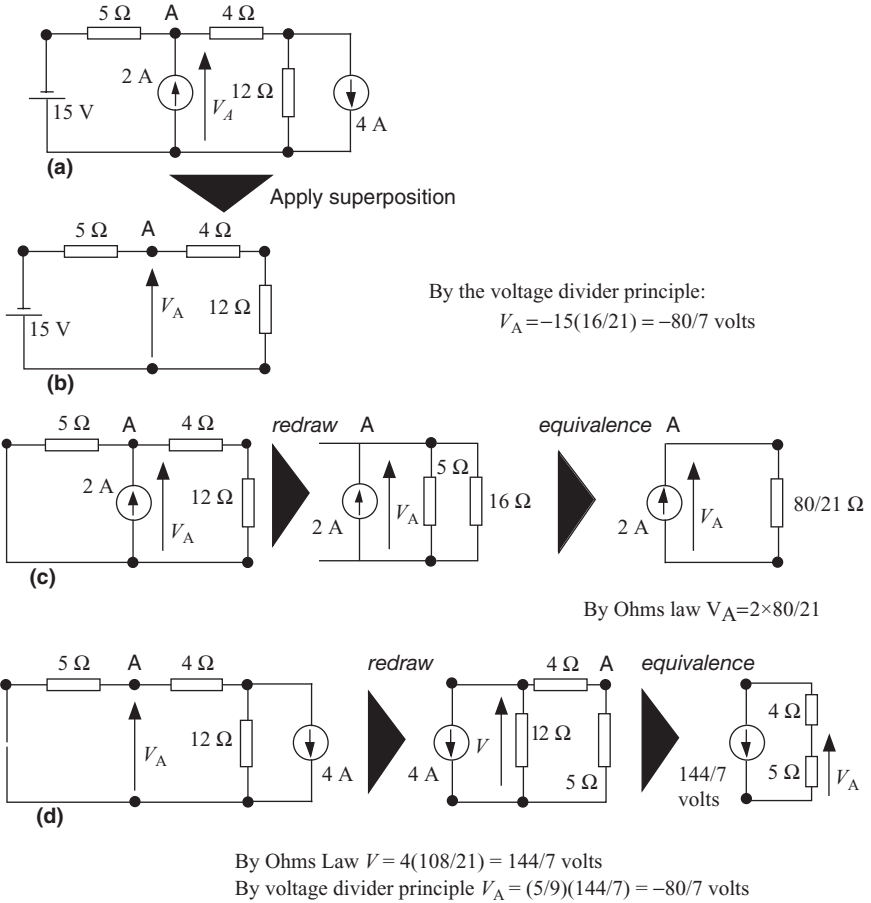 5 Ω A 4 Ω
2 A 12 Ω
V_A
15 V 4 A
(a)
Apply superposition
5 Ω A 4 Ω
V_A 12 Ω
15 V
(b)
By the voltage divider principle:
V_A = −15(16/21) = −80/7 volts
5 Ω A 4 Ω
2 A 12 Ω
V_A
(c)
redraw A
5 Ω
2 A V_A 16 Ω
equivalence A
2 A V_A 80/21 Ω
By Ohms law V_A=2×80/21
5 Ω A 4 Ω
12 Ω
V_A 4 A
(d)
redraw
4 Ω A
V 12 Ω
4 A 5 Ω
equivalence
4 Ω
144/7 5 Ω
volts V_A
By Ohms Law V = 4(108/21) = 144/7 volts
By voltage divider principle V_A = (5/9)(144/7) = −80/7 volts